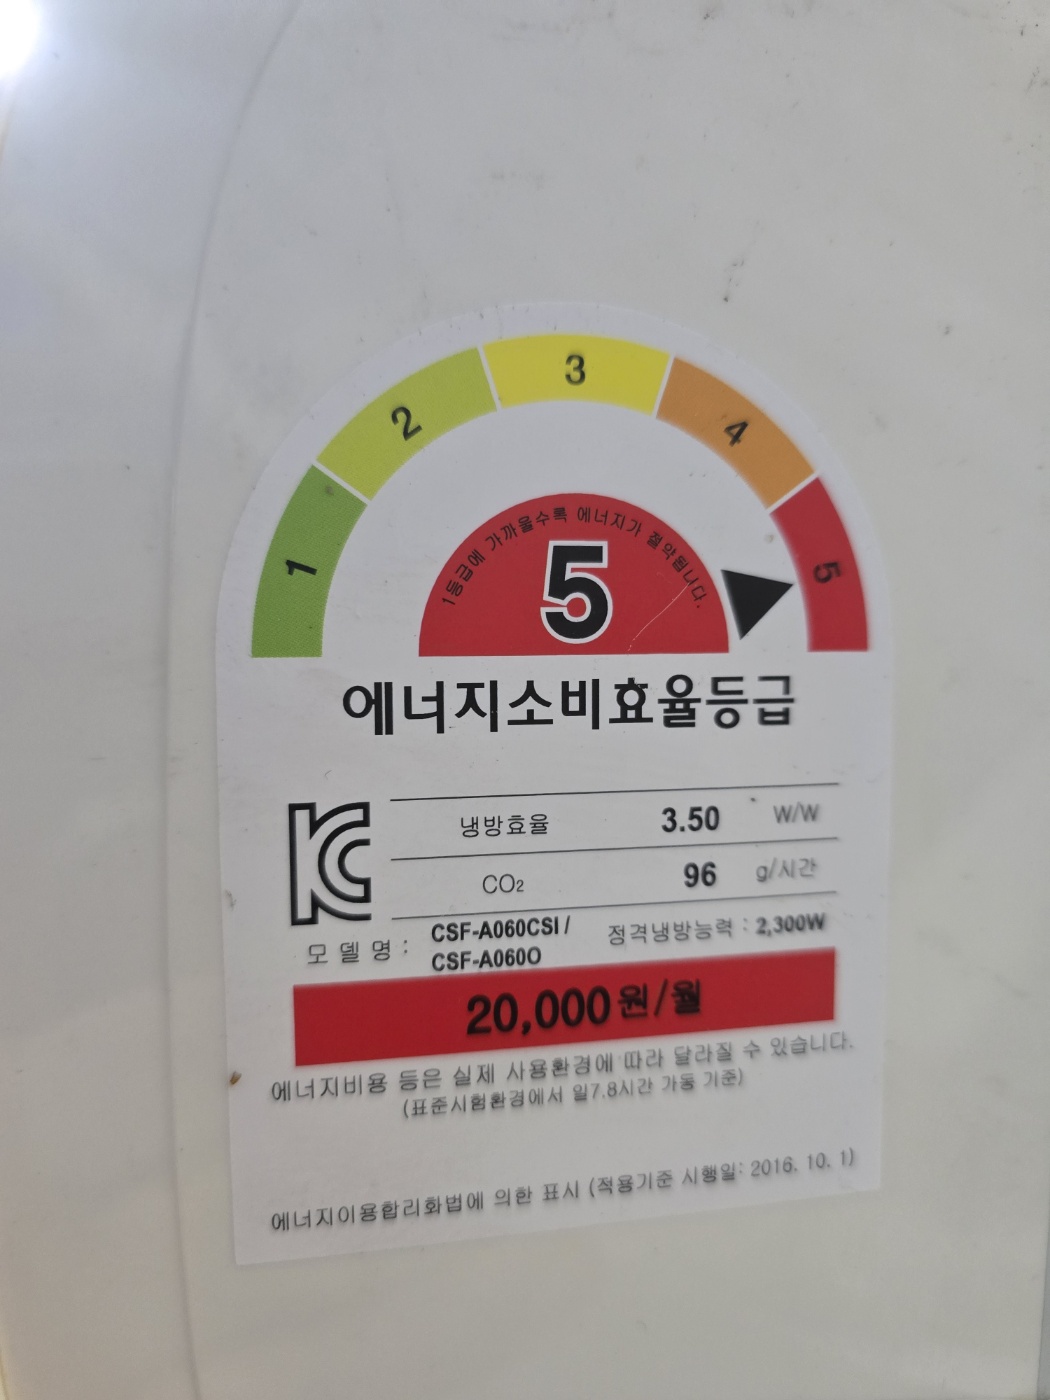 1
2
3
4
5
1등급에 가까울수록 에너지가 절약됩니다.
5
에너지소비효율등급
냉방효율 3.50 W/W
CO₂ 96 g/시간
모델명 : CSF-A060CSI / 정격냉방능력 : 2,300W
CSF-A060O
20,000원/월
에너지비용 등은 실제 사용환경에 따라 달라질 수 있습니다.
(표준시험환경에서 일7.8시간 가동 기준)
에너지이용합리화법에 의한 표시 (적용기준 시행일: 2016. 10. 1)